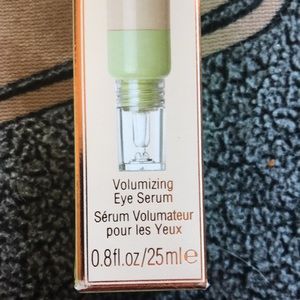 Volumizing
Eye Serum
Sérum Volumateur
pour les Yeux
0.8fl.oz/25ml℮